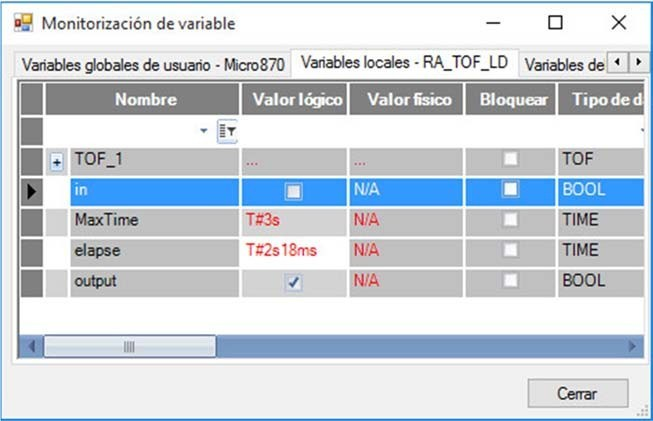 Monitorización de variable
Variables globales de usuario - Micro870 Variables locales - RA_TOF_LD Variables de
Nombre Valor lógico Valor físico Bloquear Tipo de d
TOF_1 ... ... TOF
in N/A BOOL
MaxTime T#3s N/A TIME
elapse T#2s18ms N/A TIME
output N/A BOOL
Cerrar